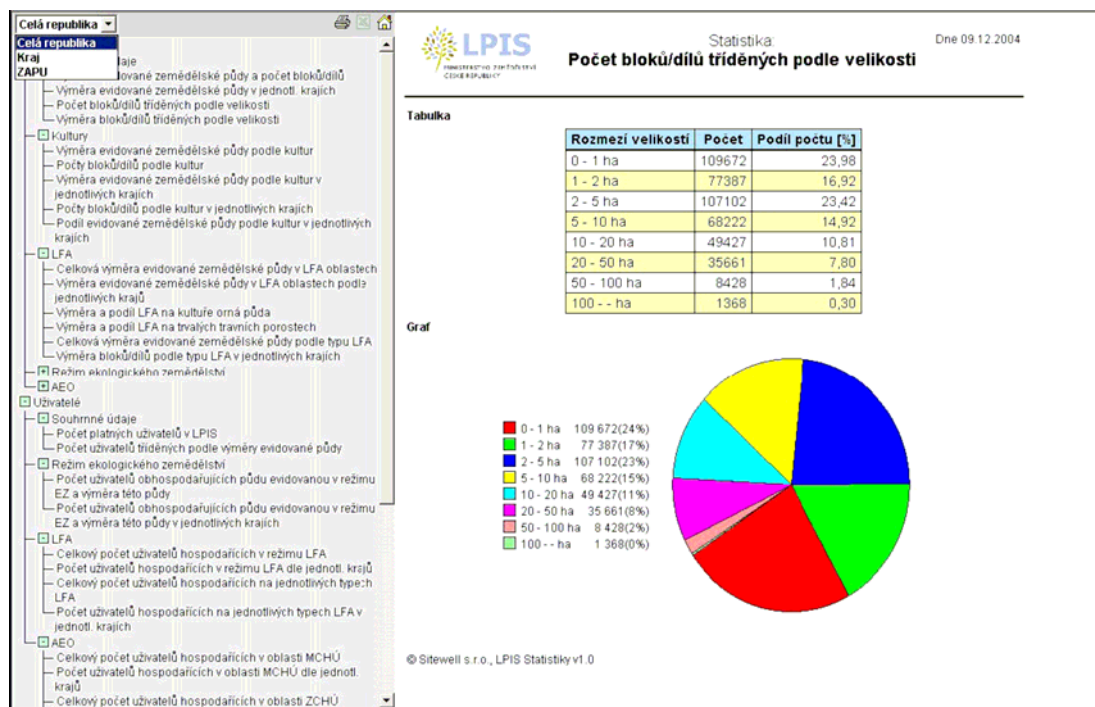 Celá republika
Celá republika
Kraj
ZAPU
daje
dované zemědělské půdy a počet bloků/dílů
Výměra evidované zemědělské půdy v jednotl. krajích
Počet bloků/dílů tříděných podle velikosti
Výměra bloků/dílů tříděných podle velikosti
Kultury
Výměra evidované zemědělské půdy podle kultur
Počty bloků/dílů podle kultur
Výměra evidované zemědělské půdy podle kultur v
jednotlivých krajích
Počty bloků/dílů podle kultur v jednotlivých krajích
Podíl evidované zemědělské půdy podle kultur v jednotlivých
krajích
LFA
Celková výměra evidované zemědělské půdy v LFA oblastech
Výměra evidované zemědělské půdy v LFA oblastech podle
jednotlivých krajů
Výměra a podíl LFA na kultuře orná půda
Výměra a podíl LFA na trvalých travních porostech
Celková výměra evidované zemědělské půdy podle typu LFA
Výměra bloků/dílů podle typu LFA v jednotlivých krajích
Režim ekologického zemědělství
AEO
Uživatelé
Souhrnné údaje
Počet platných uživatelů v LPIS
Počet uživatelů tříděných podle výměry evidované půdy
Režim ekologického zemědělství
Počet uživatelů obhospodařujících půdu evidovanou v režimu
EZ a výměra této půdy
Počet uživatelů obhospodařujících půdu evidovanou v režimu
EZ a výměra této půdy v jednotlivých krajích
LFA
Celkový počet uživatelů hospodařících v režimu LFA
Počet uživatelů hospodařících v režimu LFA dle jednotl. krajů
Celkový počet uživatelů hospodařících na jednotlivých typech
LFA
Počet uživatelů hospodařících na jednotlivých typech LFA v
jednotl. krajích
AEO
Celkový počet uživatelů hospodařících v oblasti MCHÚ
Počet uživatelů hospodařících v oblasti MCHÚ dle jednotl.
krajů
Celkový počet uživatelů hospodařících v oblasti ZCHÚ
LPIS
MINISTERSTVO ZEMĚDĚLSTVÍ
ČESKÉ REPUBLIKY
Statistika:
Počet bloků/dílů tříděných podle velikosti
Dne 09.12.2004
Tabulka
Rozmezí velikostí Počet Podíl počtu [%]
0 - 1 ha 109672 23,98
1 - 2 ha 77387 16,92
2 - 5 ha 107102 23,42
5 - 10 ha 68222 14,92
10 - 20 ha 49427 10,81
20 - 50 ha 35661 7,80
50 - 100 ha 8428 1,84
100 - - ha 1368 0,30
Graf
0 - 1 ha 109 672(24%)
1 - 2 ha 77 387(17%)
2 - 5 ha 107 102(23%)
5 - 10 ha 68 222(15%)
10 - 20 ha 49 427(11%)
20 - 50 ha 35 661(8%)
50 - 100 ha 8 428(2%)
100 - - ha 1 368(0%)
© Sitewell s.r.o., LPIS Statistiky v1.0